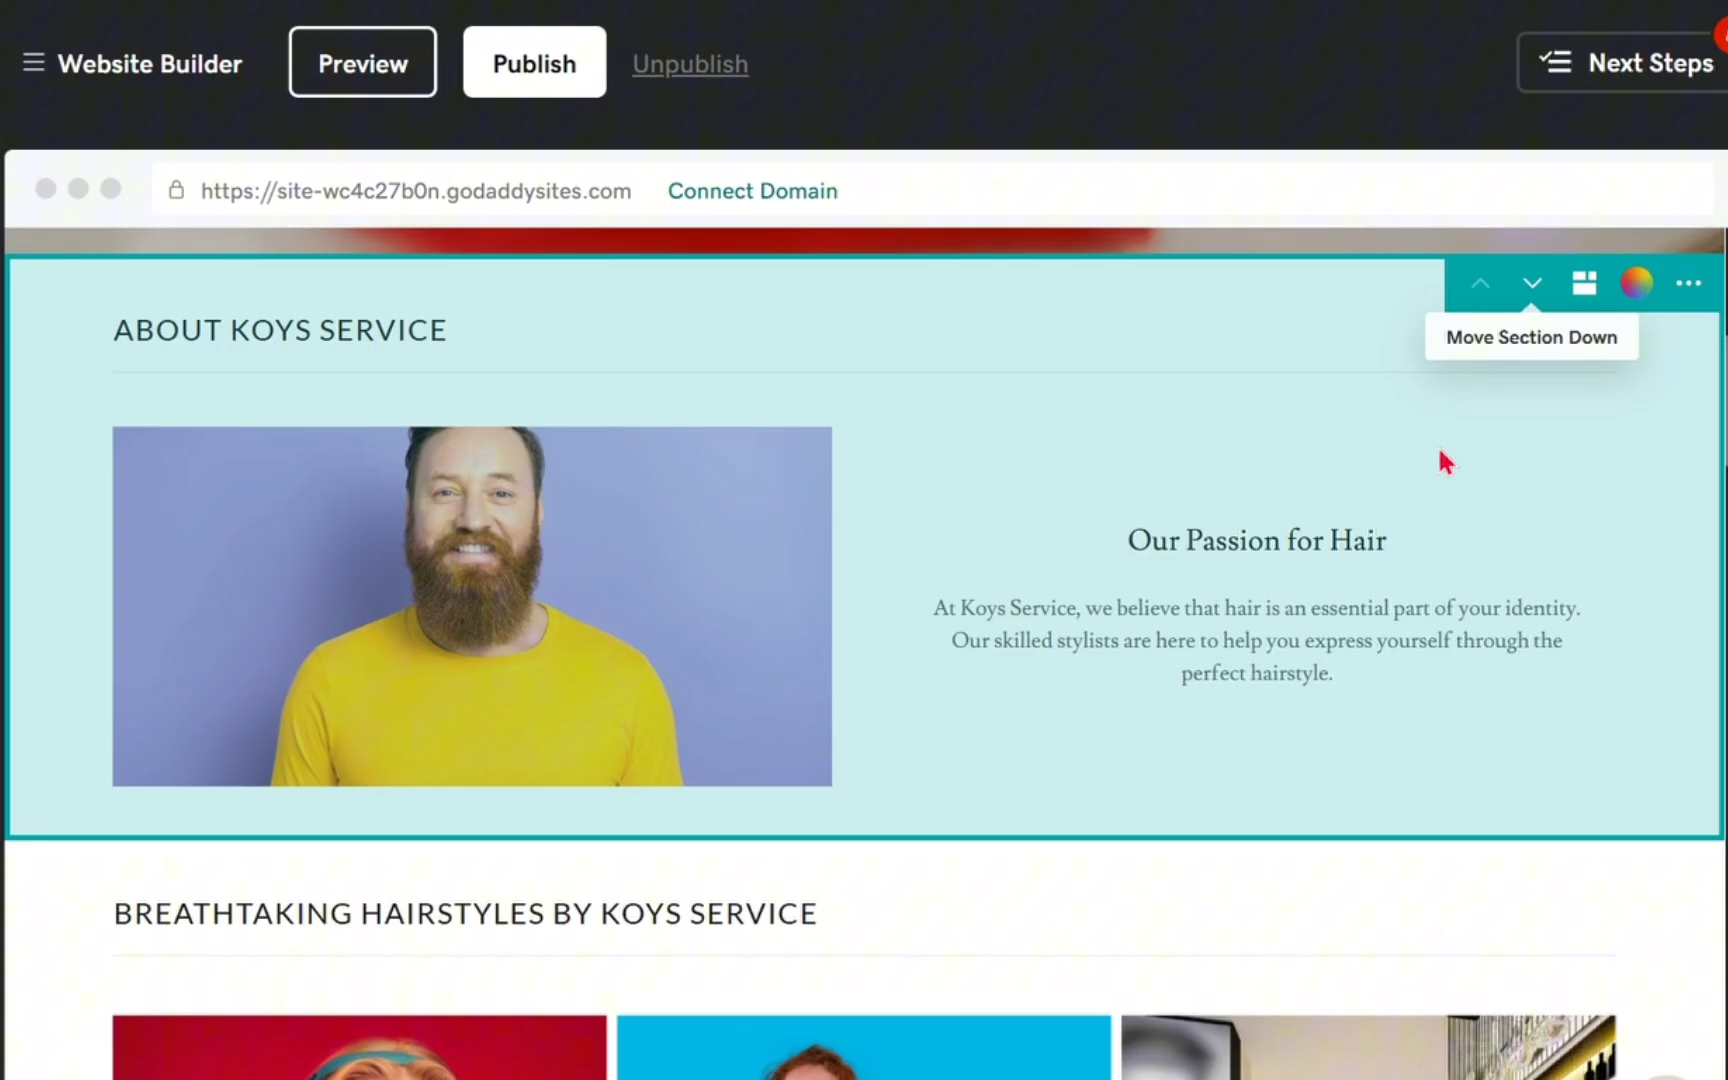 Website Builder
Preview
Publish
Unpublish
Next Steps
https://site-wc4c27b0n.godaddysites.com
Connect Domain
ABOUT KOYS SERVICE
Move Section Down
Our Passion for Hair
At Koys Service, we believe that hair is an essential part of your identity.
Our skilled stylists are here to help you express yourself through the
perfect hairstyle.
BREATHTAKING HAIRSTYLES BY KOYS SERVICE